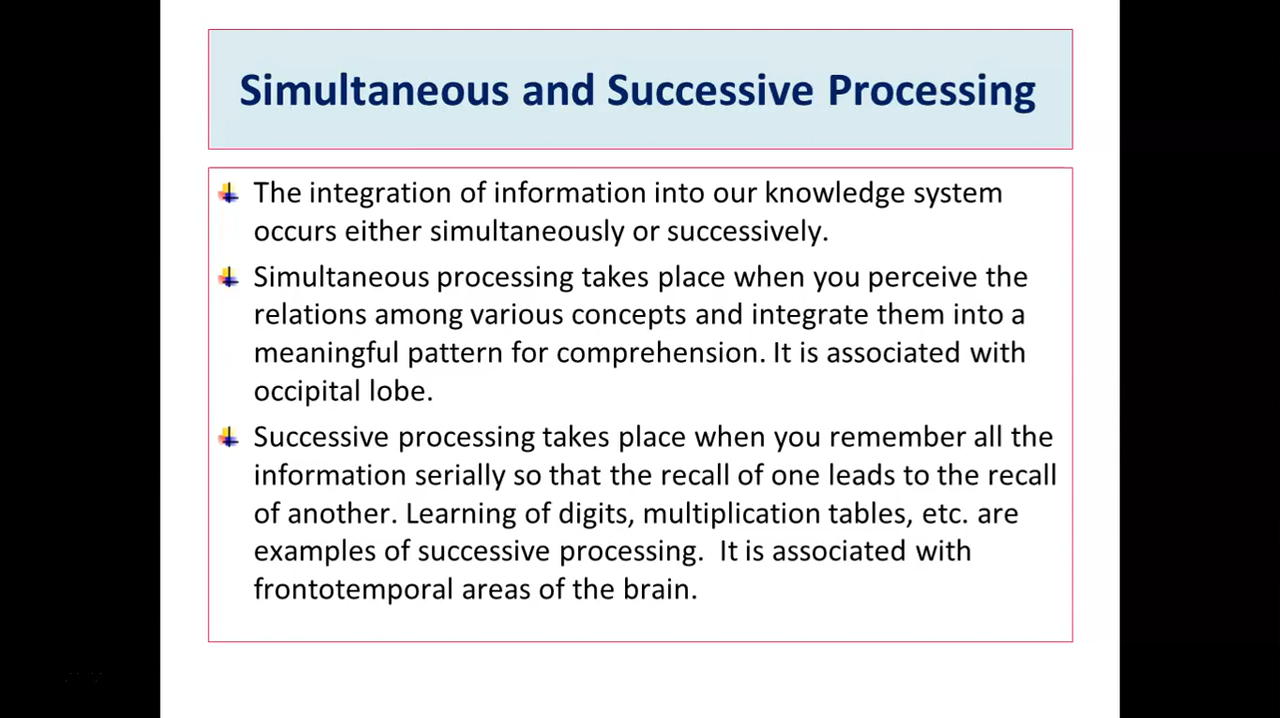 Simultaneous and Successive Processing
The integration of information into our knowledge system
occurs either simultaneously or successively.
Simultaneous processing takes place when you perceive the
relations among various concepts and integrate them into a
meaningful pattern for comprehension. It is associated with
occipital lobe.
Successive processing takes place when you remember all the
information serially so that the recall of one leads to the recall
of another. Learning of digits, multiplication tables, etc. are
examples of successive processing.  It is associated with
frontotemporal areas of the brain.